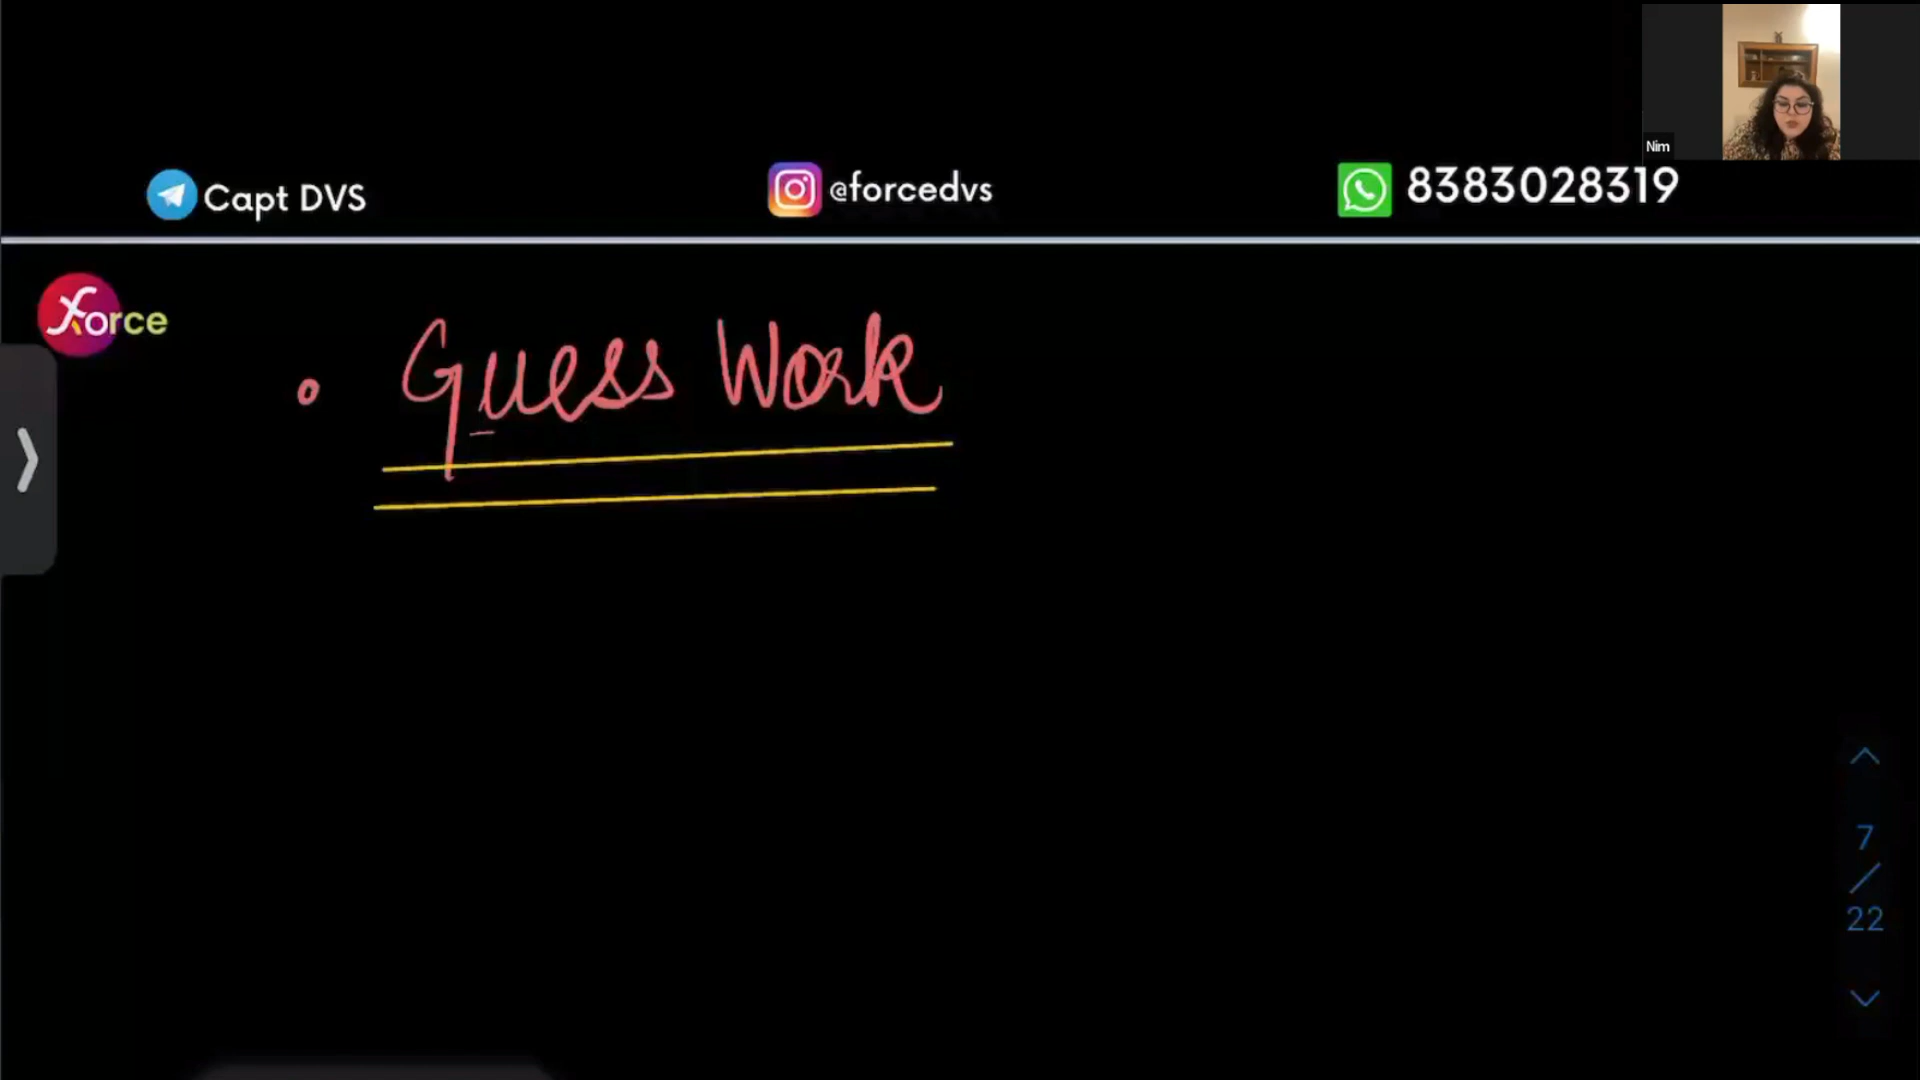 Nim
Capt DVS
@forcedvs
8383028319
Force
Guess Work
7
/
22